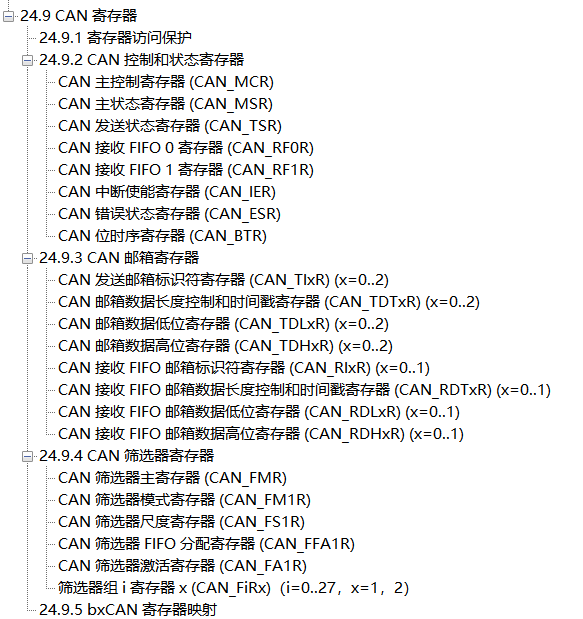 24.9 CAN 寄存器
24.9.1 寄存器访问保护
24.9.2 CAN 控制和状态寄存器
CAN 主控制寄存器 (CAN_MCR)
CAN 主状态寄存器 (CAN_MSR)
CAN 发送状态寄存器 (CAN_TSR)
CAN 接收 FIFO 0 寄存器 (CAN_RF0R)
CAN 接收 FIFO 1 寄存器 (CAN_RF1R)
CAN 中断使能寄存器 (CAN_IER)
CAN 错误状态寄存器 (CAN_ESR)
CAN 位时序寄存器 (CAN_BTR)
24.9.3 CAN 邮箱寄存器
CAN 发送邮箱标识符寄存器 (CAN_TIxR) (x=0..2)
CAN 邮箱数据长度控制和时间戳寄存器 (CAN_TDTxR) (x=0..2)
CAN 邮箱数据低位寄存器 (CAN_TDLxR) (x=0..2)
CAN 邮箱数据高位寄存器 (CAN_TDHxR) (x=0..2)
CAN 接收 FIFO 邮箱标识符寄存器 (CAN_RIxR) (x=0..1)
CAN 接收 FIFO 邮箱数据长度控制和时间戳寄存器 (CAN_RDTxR) (x=0..1)
CAN 接收 FIFO 邮箱数据低位寄存器 (CAN_RDLxR) (x=0..1)
CAN 接收 FIFO 邮箱数据高位寄存器 (CAN_RDHxR) (x=0..1)
24.9.4 CAN 筛选器寄存器
CAN 筛选器主寄存器 (CAN_FMR)
CAN 筛选器模式寄存器 (CAN_FM1R)
CAN 筛选器尺度寄存器 (CAN_FS1R)
CAN 筛选器 FIFO 分配寄存器 (CAN_FFA1R)
CAN 筛选器激活寄存器 (CAN_FA1R)
筛选器组 i 寄存器 x (CAN_FiRx)（i=0..27，x=1，2）
24.9.5 bxCAN 寄存器映射